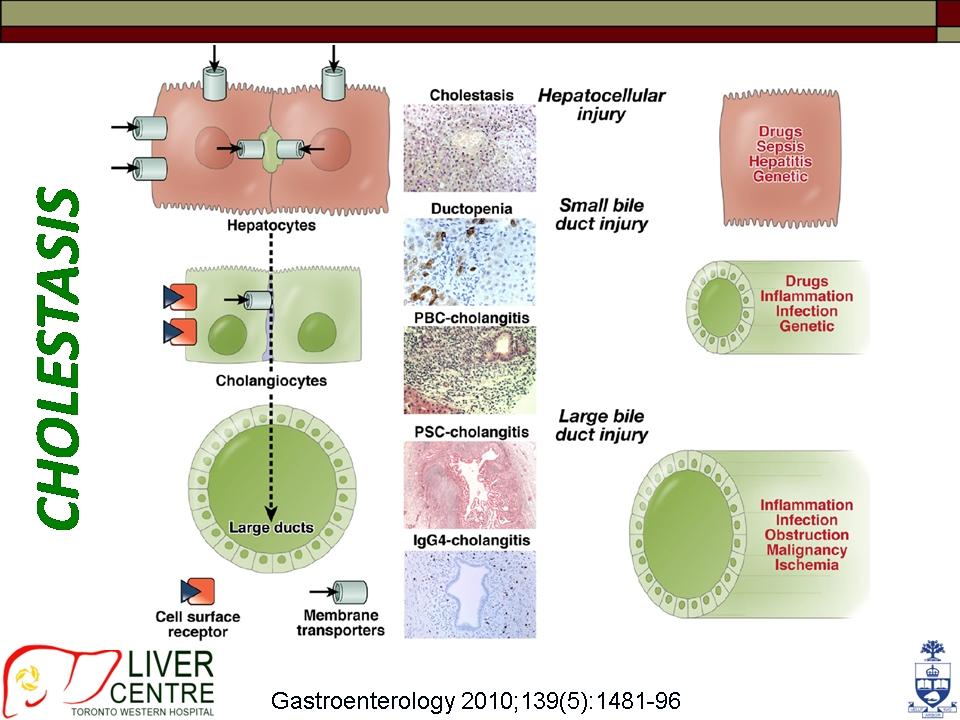 CHOLESTASIS
Hepatocytes
Cholangiocytes
Large ducts
Cell surface
receptor
Membrane
transporters
Cholestasis
Ductopenia
PBC-cholangitis
PSC-cholangitis
IgG4-cholangitis
Hepatocellular
injury
Small bile
duct injury
Large bile
duct injury
Drugs
Sepsis
Hepatitis
Genetic
Drugs
Inflammation
Infection
Genetic
Inflammation
Infection
Obstruction
Malignancy
Ischemia
LIVER
CENTRE
TORONTO WESTERN HOSPITAL
Gastroenterology 2010;139(5):1481-96